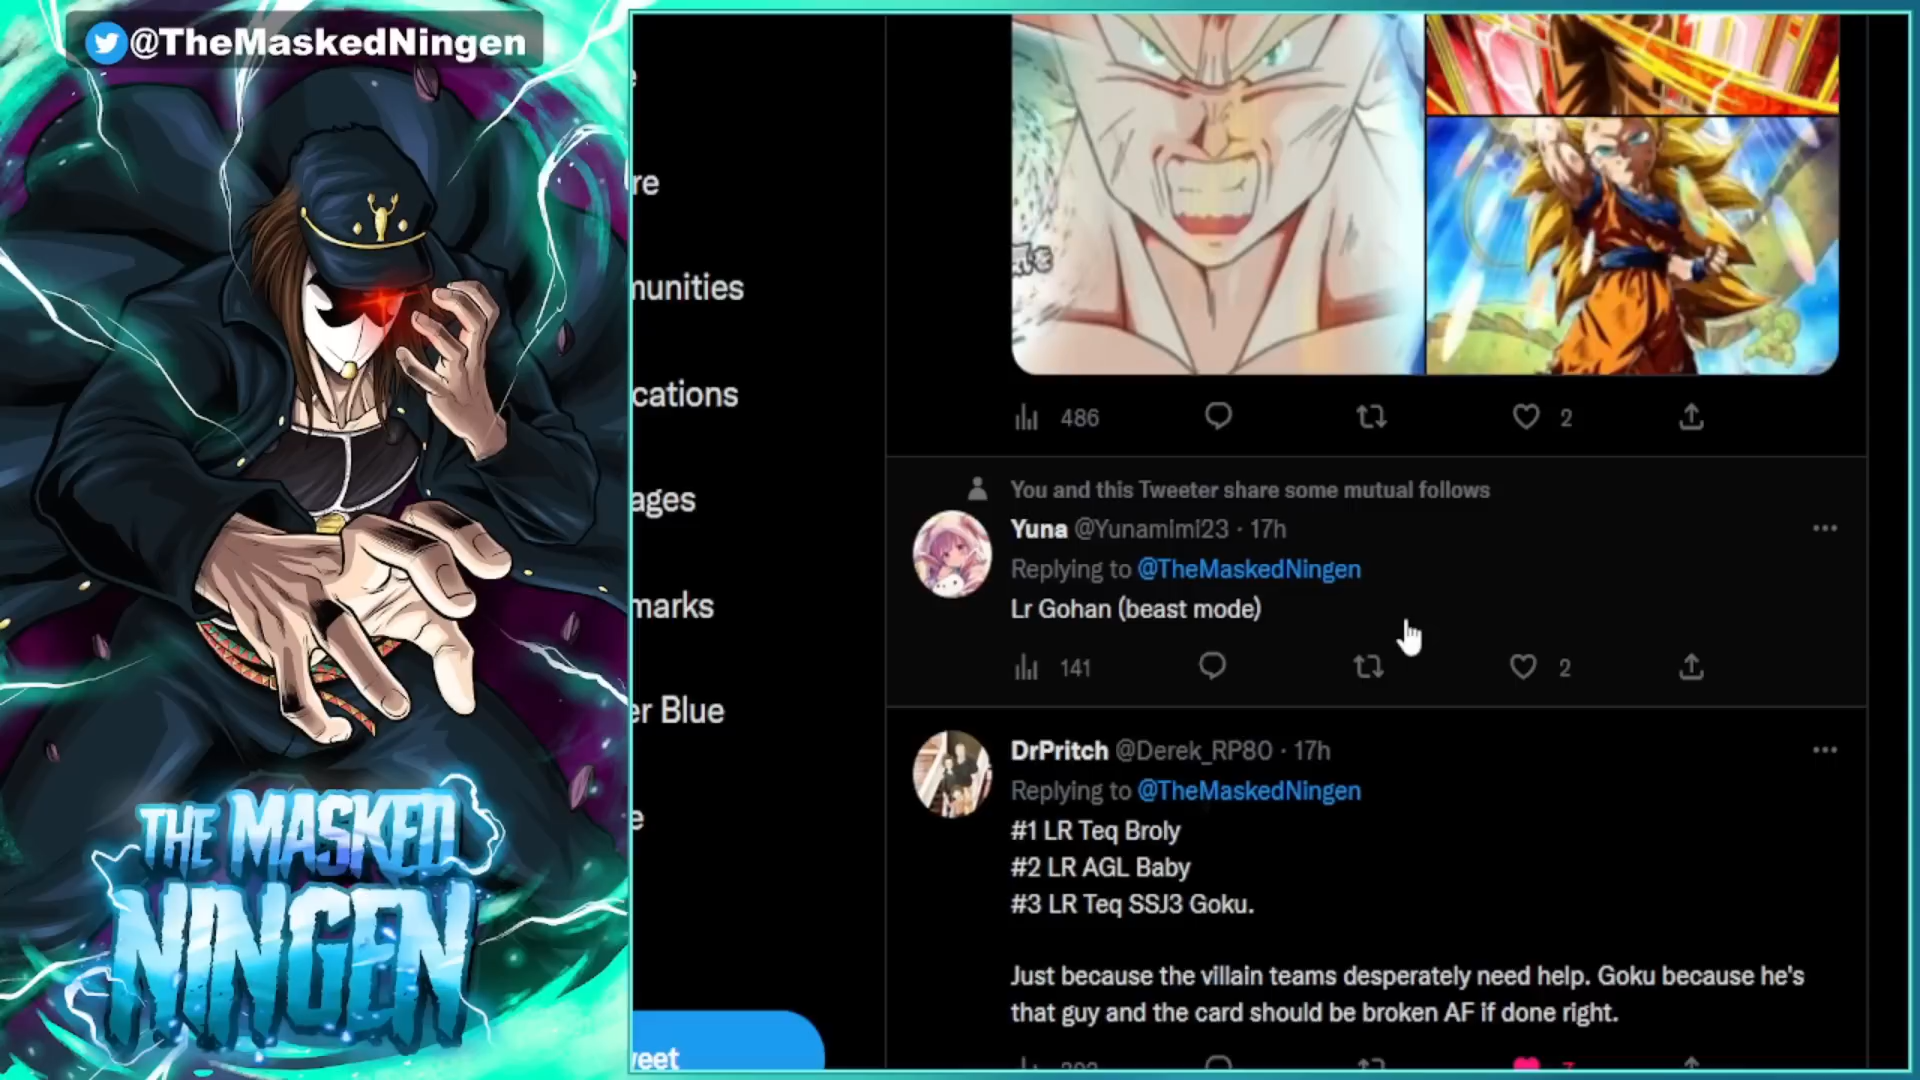 @TheMaskedNingen
THE MASKED
NINGEN
re
nunities
cations
ages
marks
er Blue
e
veet
486
2
You and this Tweeter share some mutual follows
Yuna @Yunamimi23 · 17h
Replying to @TheMaskedNingen
Lr Gohan (beast mode)
141
2
DrPritch @Derek_RP80 · 17h
Replying to @TheMaskedNingen
#1 LR Teq Broly
#2 LR AGL Baby
#3 LR Teq SSJ3 Goku.
Just because the villain teams desperately need help. Goku because he's
that guy and the card should be broken AF if done right.